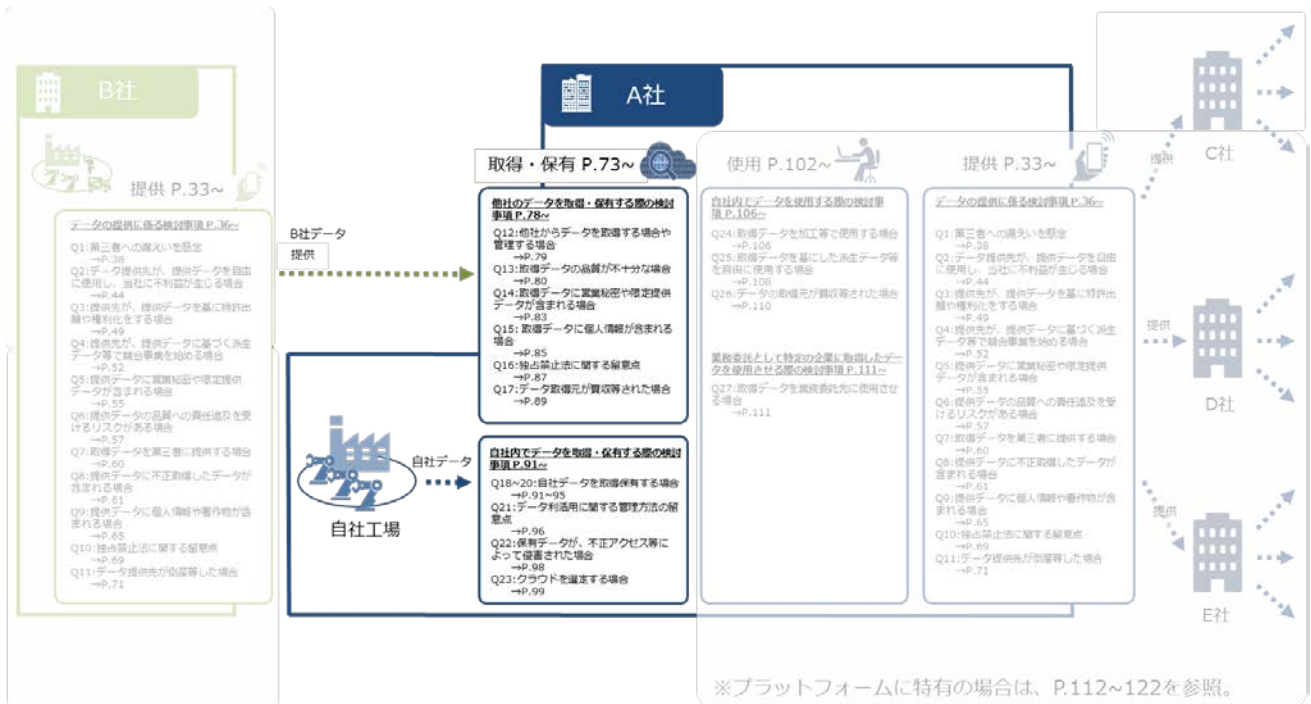 B社
提供 P.33~
データの提供に係る検討事項 P.36~
Q1:第三者への漏えいを懸念
→P.38
Q2:データ提供先が、提供データを自由
に使用し、当社に不利益が生じる場合
→P.44
Q3:提供先が、提供データを基に特許出
願や権利化をする場合
→P.49
Q4:提供先が、提供データに基づく派生
データ等で競合事業を始める場合
→P.52
Q5:提供データに営業秘密や限定提供
データが含まれる場合
→P.55
Q6:提供データの品質への責任追及を受
けるリスクがある場合
→P.57
Q7:取得データを第三者に提供する場合
→P.60
Q8:提供データに不正取得したデータが
含まれる場合
→P.61
Q9:提供データに個人情報や著作物が含
まれる場合
→P.65
Q10:独占禁止法に関する留意点
→P.69
Q11:データ提供先が倒産等した場合
→P.71
B社データ
提供
A社
取得・保有 P.73~
他社のデータを取得・保有する際の検討
事項 P.78~
Q12:他社からデータを取得する場合や
管理する場合
→P.79
Q13:取得データの品質が不十分な場合
→P.80
Q14:取得データに営業秘密や限定提供
データが含まれる場合
→P.83
Q15:取得データに個人情報が含まれる
場合
→P.85
Q16:独占禁止法に関する留意点
→P.87
Q17:データ取得元が買収等された場合
→P.89
自社工場
自社データ
自社内でデータを取得・保有する際の検討
事項 P.91~
Q18~20:自社データを取得保有する場合
→P.91~95
Q21:データ利活用に関する管理方法の留
意点
→P.96
Q22:保有データが、不正アクセス等に
よって侵害された場合
→P.98
Q23:クラウドを選定する場合
→P.99
使用 P.102~
自社内でデータを使用する際の検討事
項 P.106~
Q24:取得データを加工等で使用する場合
→P.106
Q25:取得データを基にした派生データ等
を自由に使用する場合
→P.108
Q26:データの取得元が買収等された場合
→P.110
業務委託として特定の企業に取得したデー
タを使用させる際の検討事項 P.111~
Q27:取得データを業務委託先に使用させ
る場合
→P.111
提供 P.33~
データの提供に係る検討事項 P.36~
Q1:第三者への漏えいを懸念
→P.38
Q2:データ提供先が、提供データを自由
に使用し、当社に不利益が生じる場合
→P.44
Q3:提供先が、提供データを基に特許出
願や権利化をする場合
→P.49
Q4:提供先が、提供データに基づく派生
データ等で競合事業を始める場合
→P.52
Q5:提供データに営業秘密や限定提供
データが含まれる場合
→P.55
Q6:提供データの品質への責任追及を受
けるリスクがある場合
→P.57
Q7:取得データを第三者に提供する場合
→P.60
Q8:提供データに不正取得したデータが
含まれる場合
→P.61
Q9:提供データに個人情報や著作物が含
まれる場合
→P.65
Q10:独占禁止法に関する留意点
→P.69
Q11:データ提供先が倒産等した場合
→P.71
提供
C社
提供
D社
提供
E社
※プラットフォームに特有の場合は、P.112~122を参照。